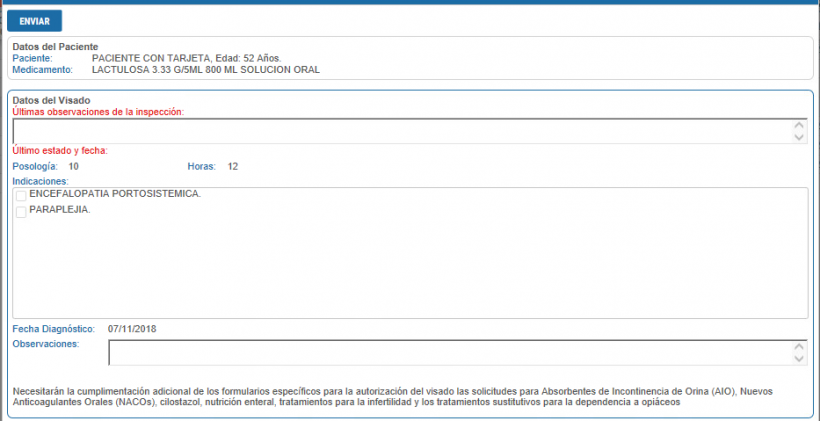 ENVIAR
Datos del Paciente
Paciente: PACIENTE CON TARJETA, Edad: 52 Años.
Medicamento: LACTULOSA 3.33 G/5ML 800 ML SOLUCION ORAL
Datos del Visado
Últimas observaciones de la inspección:
Último estado y fecha:
Posología: 10 Horas: 12
Indicaciones:
ENCEFALOPATIA PORTOSISTEMICA.
PARAPLEJIA.
Fecha Diagnóstico: 07/11/2018
Observaciones:
Necesitarán la cumplimentación adicional de los formularios específicos para la autorización del visado las solicitudes para Absorbentes de Incontinencia de Orina (AIO), Nuevos
Anticoagulantes Orales (NACOs), cilostazol, nutrición enteral, tratamientos para la infertilidad y los tratamientos sustitutivos para la dependencia a opiáceos